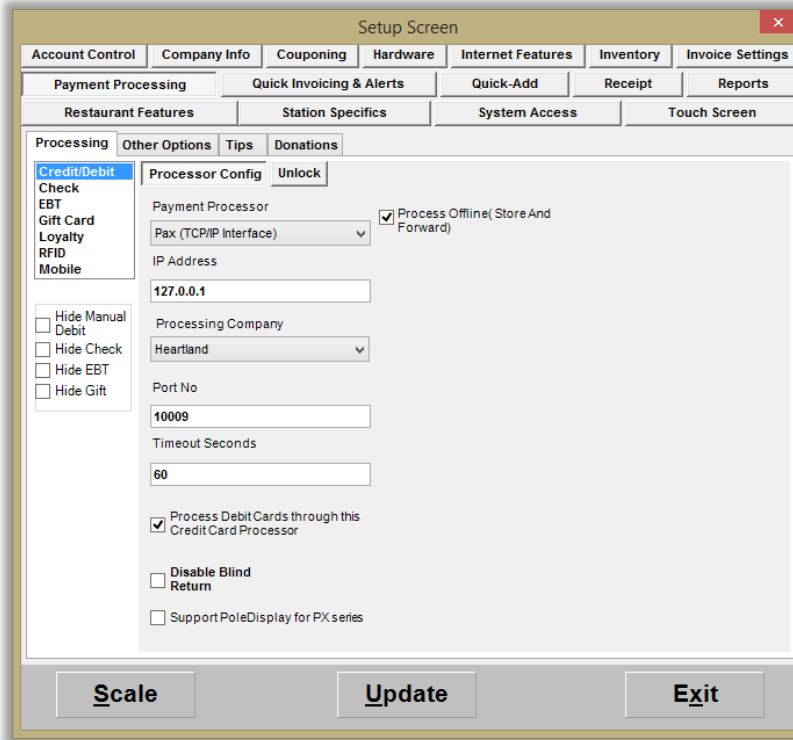 Setup Screen
Account Control Company Info Couponing Hardware Internet Features Inventory Invoice Settings
Payment Processing Quick Invoicing & Alerts Quick-Add Receipt Reports
Restaurant Features Station Specifics System Access Touch Screen
Processing Other Options Tips Donations
Credit/Debit
Check
EBT
Gift Card
Loyalty
RFID
Mobile
Hide Manual
Debit
Hide Check
Hide EBT
Hide Gift
Processor Config Unlock
Payment Processor
Pax (TCP/IP Interface)
Process Offline( Store And
Forward)
IP Address
127.0.0.1
Processing Company
Heartland
Port No
10009
Timeout Seconds
60
Process Debit Cards through this
Credit Card Processor
Disable Blind
Return
Support PoleDisplay for PX series
Scale Update Exit